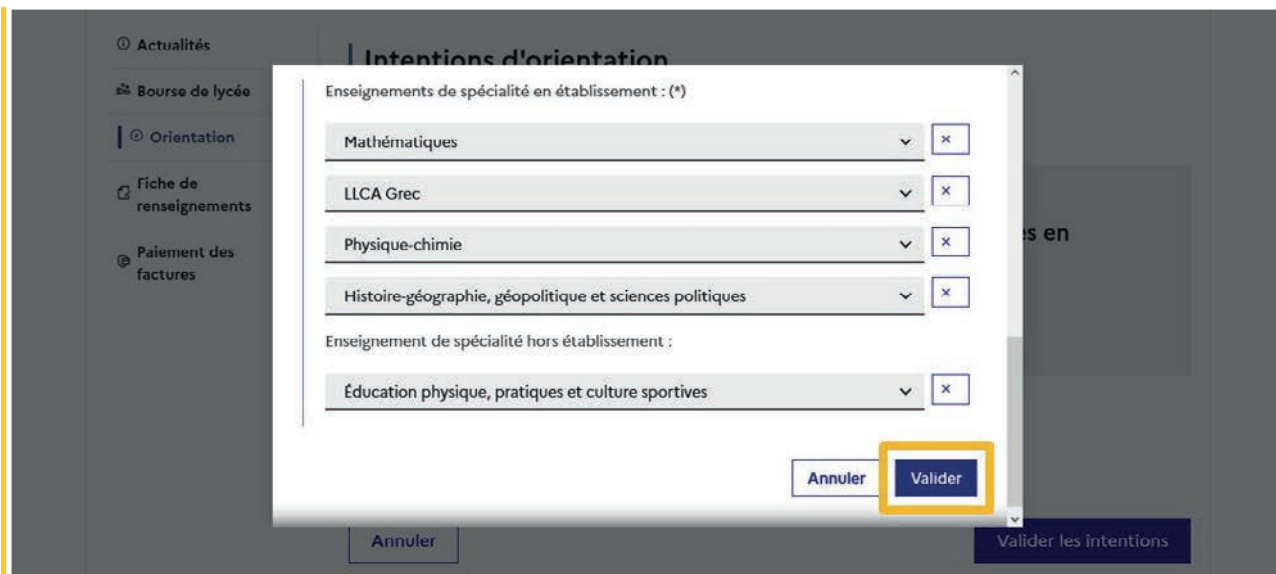 Actualités
Bourse de lycée
Orientation
Fiche de
renseignements
Paiement des
factures
Intentions d'orientation
Enseignements de spécialité en établissement : (*)
Mathématiques
LLCA Grec
Physique-chimie
Histoire-géographie, géopolitique et sciences politiques
Enseignement de spécialité hors établissement :
Éducation physique, pratiques et culture sportives
Annuler
Valider
es en
Annuler
Valider les intentions